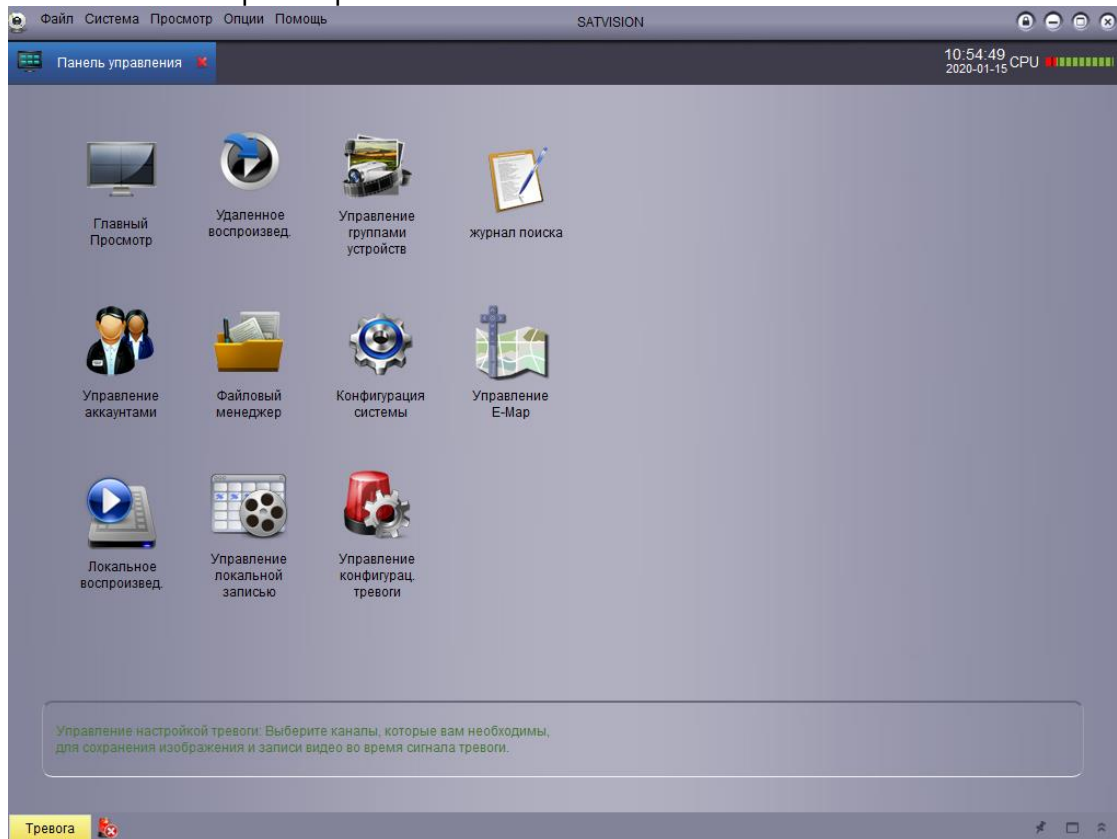 Файл Система Просмотр Опции Помощь SATVISION
Панель управления 10:54:49 CPU
2020-01-15
Главный
Просмотр
Удаленное
воспроизвед.
Управление
группами
устройств
журнал поиска
Управление
аккаунтами
Файловый
менеджер
Конфигурация
системы
Управление
E-Map
Локальное
воспроизвед.
Управление
локальной
записью
Управление
конфигурац.
тревоги
Управление настройкой тревоги: Выберите каналы, которые вам необходимы,
для сохранения изображения и записи видео во время сигнала тревоги.
Тревога